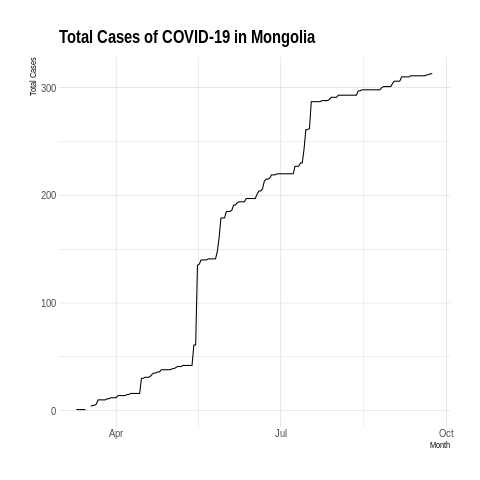 Total Cases of COVID-19 in Mongolia
Total Cases
300
200
100
0
Apr
Jul
Oct
Month